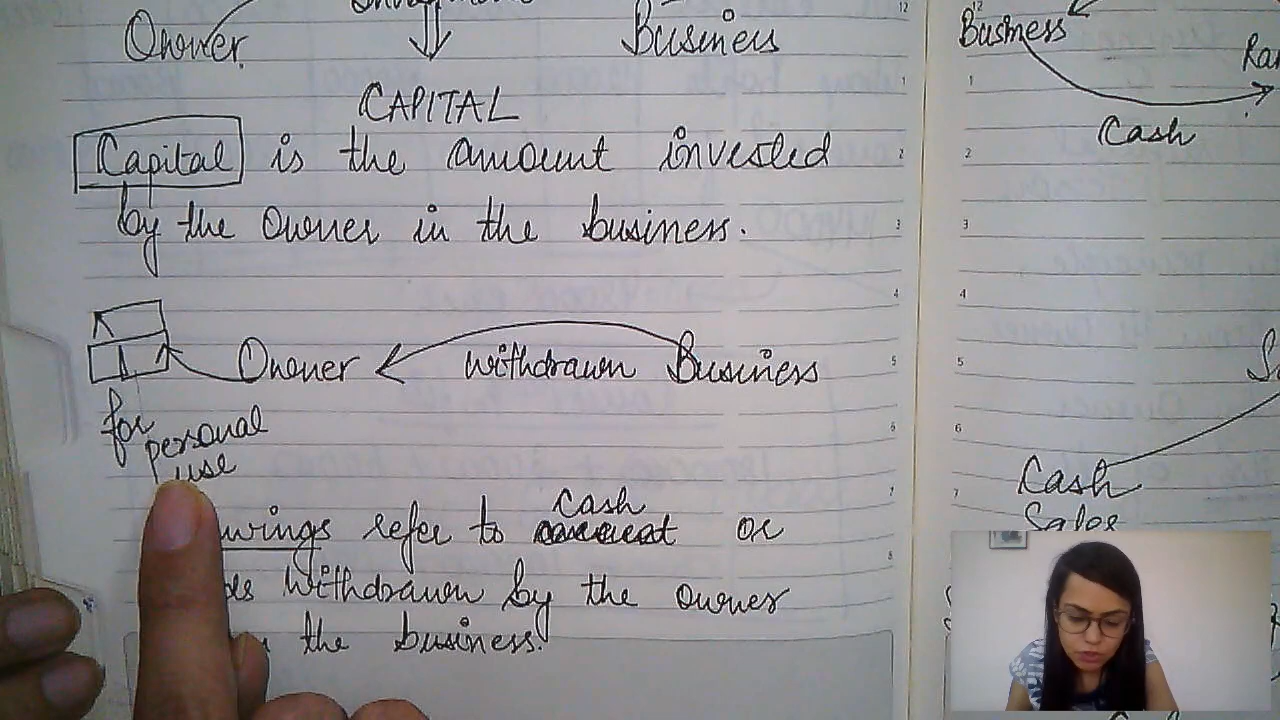 Owner Business
CAPITAL
Capital is the amount invested
by the owner in the business.
Owner withdrawn Business
for
personal
use
wings refer to cash or
withdrawn by the owner
the business.
Business
Cash
Cash
Sales